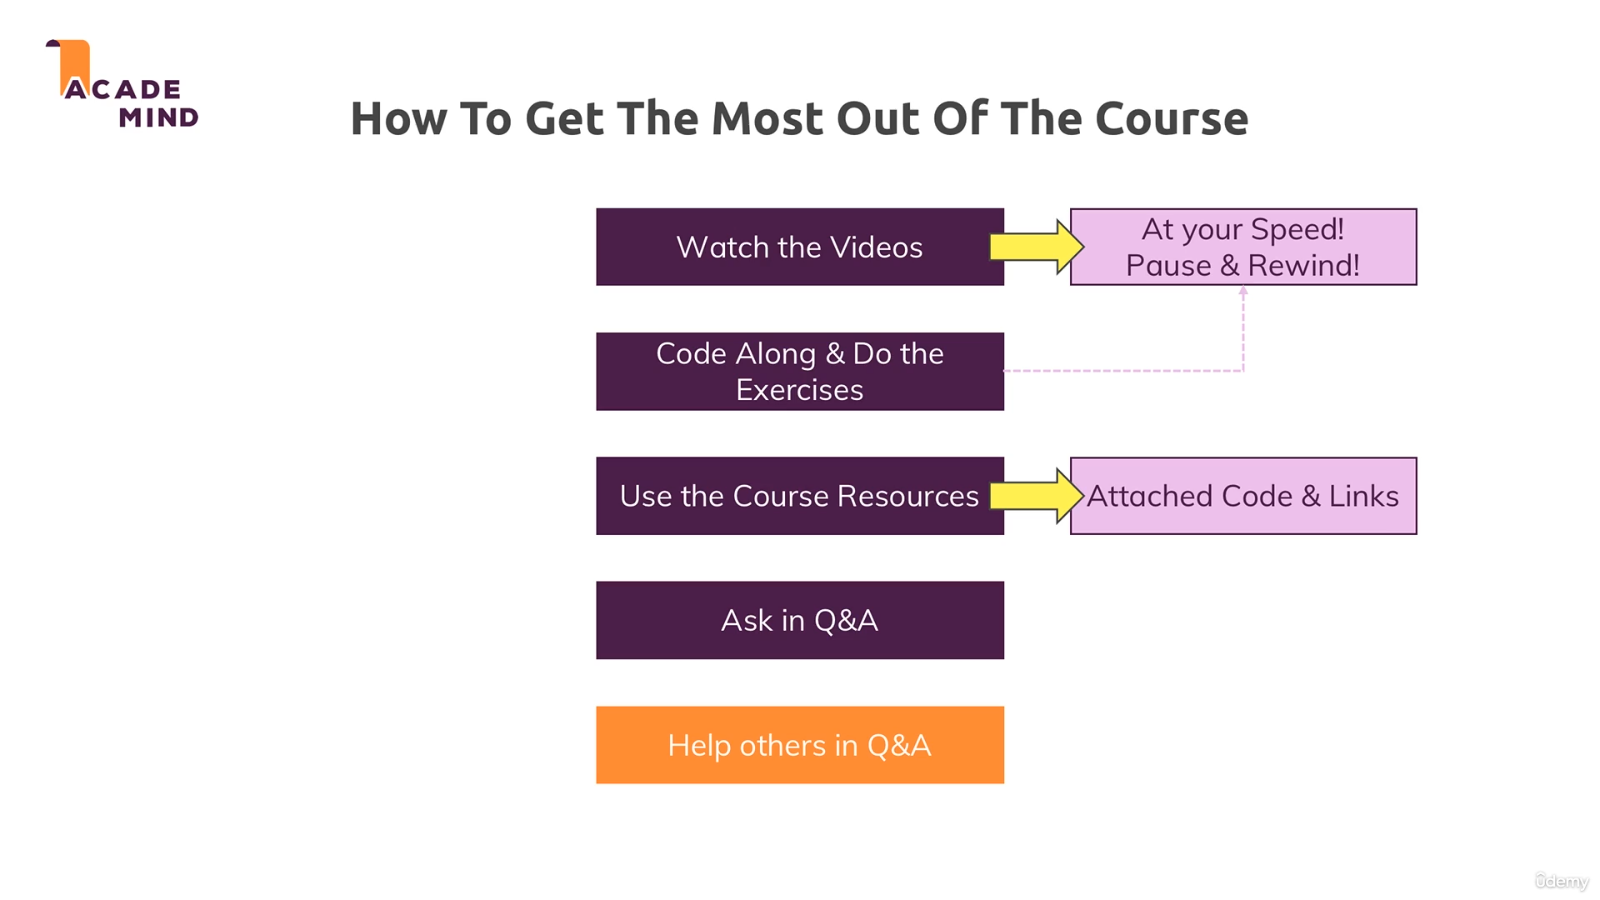 ACADE
MIND
How To Get The Most Out Of The Course
Watch the Videos
At your Speed!
Pause & Rewind!
Code Along & Do the
Exercises
Use the Course Resources
Attached Code & Links
Ask in Q&A
Help others in Q&A
ûdemy